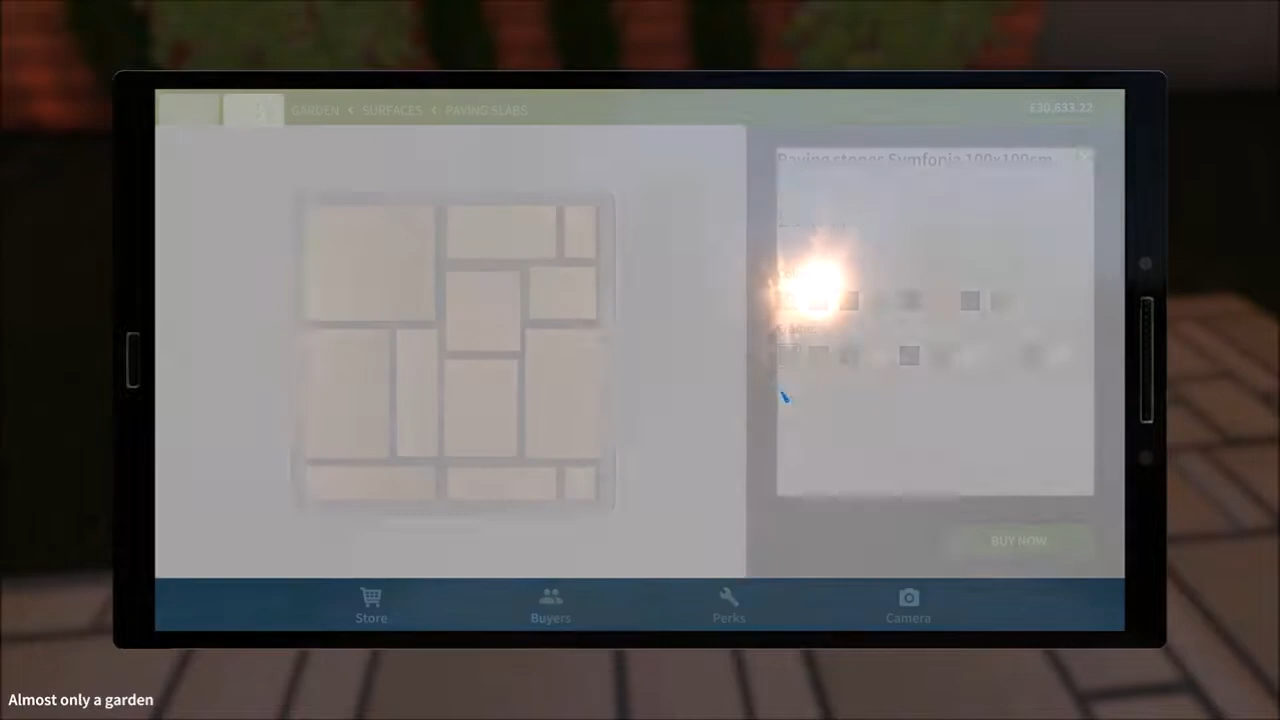 GARDEN < SURFACES < PAVING SLABS
£30,633.22
Paving stones Symfonia 100x100cm
BUY NOW
Store
Buyers
Perks
Camera
Almost only a garden